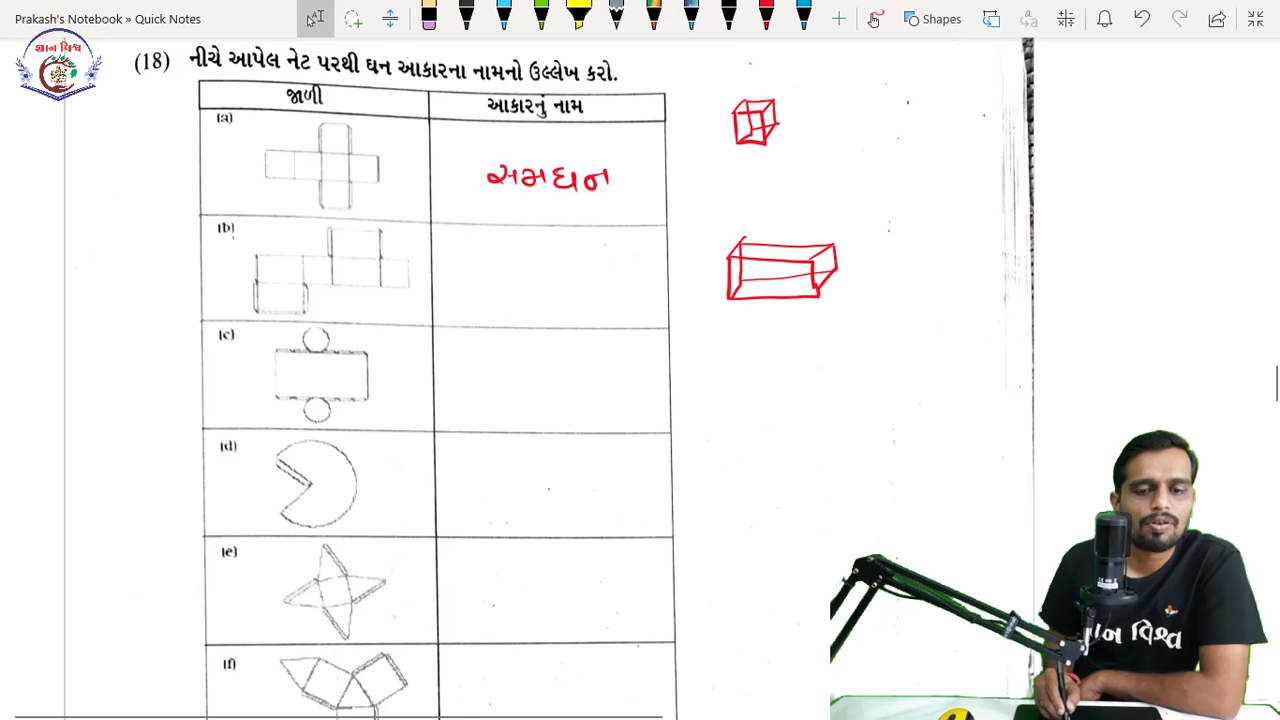 Prakash's Notebook » Quick Notes
Shapes
જ્ઞાન વિશ્વ
(18) નીચે આપેલ નેટ પરથી ઘન આકારના નામનો ઉલ્લેખ કરો.
જાળી આકારનું નામ
(a) સમઘન
(b)
(c)
(d)
(e)
(f)
જ્ઞાન વિશ્વ